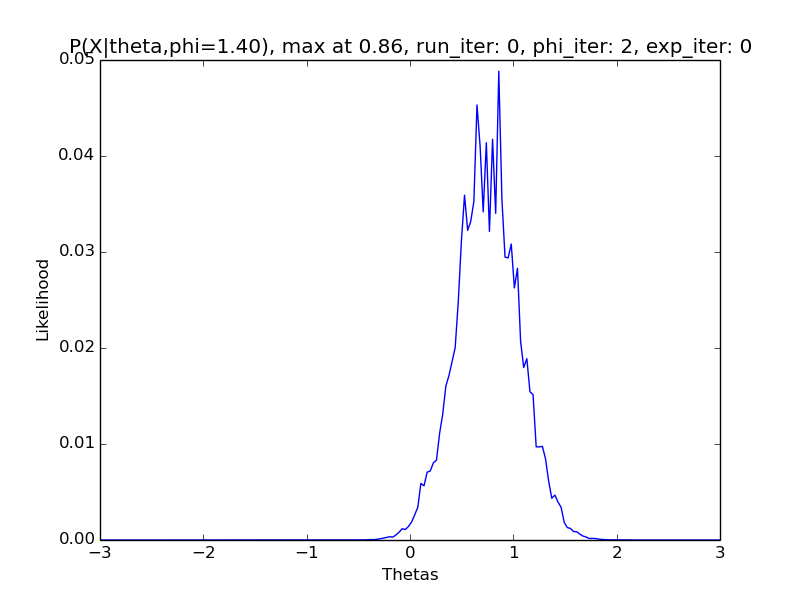 P(X|theta,phi=1.40), max at 0.86, run_iter: 0, phi_iter: 2, exp_iter: 0
0.05
0.04
0.03
0.02
0.01
0.00
Likelihood
−3 −2 −1 0 1 2 3
Thetas